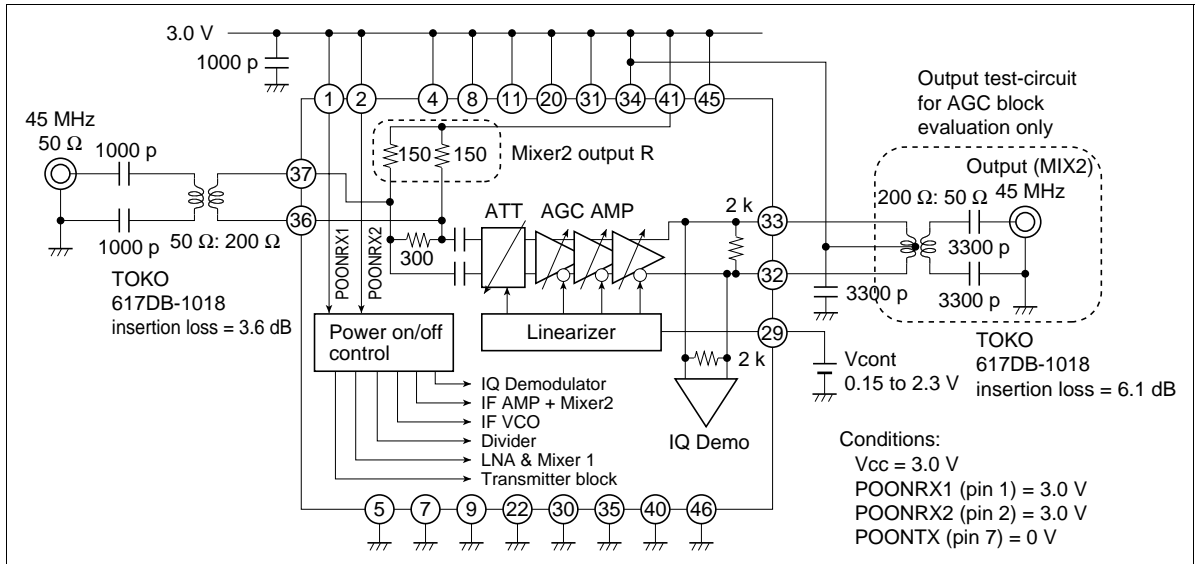 3.0 V
1000 p
1
2
4
8
11
20
31
34
41
45
Output test-circuit
for AGC block
evaluation only
45 MHz
50 Ω
1000 p
1000 p
50 Ω: 200 Ω
TOKO
617DB-1018
insertion loss = 3.6 dB
37
36
150
150
Mixer2 output R
POONRX1
POONRX2
300
ATT
AGC AMP
2 k
33
32
200 Ω: 50 Ω
Output (MIX2)
45 MHz
3300 p
3300 p
3300 p
TOKO
617DB-1018
insertion loss = 6.1 dB
Power on/off
control
Linearizer
29
2 k
Vcont
0.15 to 2.3 V
IQ Demo
IQ Demodulator
IF AMP + Mixer2
IF VCO
Divider
LNA & Mixer 1
Transmitter block
5
7
9
22
30
35
40
46
Conditions:
Vcc = 3.0 V
POONRX1 (pin 1) = 3.0 V
POONRX2 (pin 2) = 3.0 V
POONTX (pin 7) = 0 V